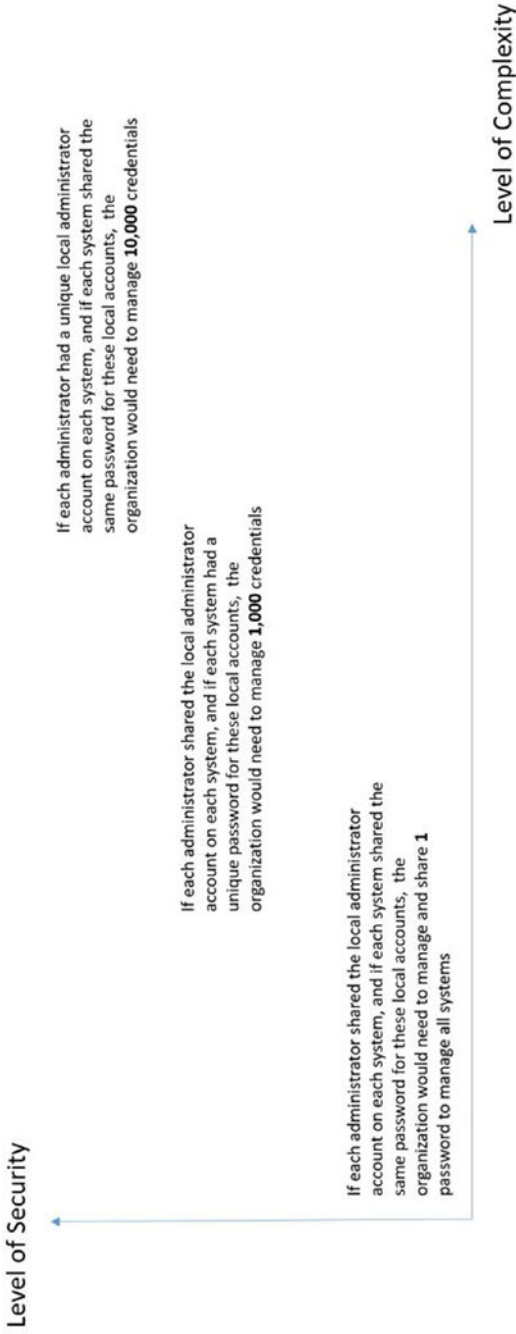 Level of Security
If each administrator had a unique local administrator
account on each system, and if each system shared the
same password for these local accounts, the
organization would need to manage 10,000 credentials
If each administrator shared the local administrator
account on each system, and if each system had a
unique password for these local accounts, the
organization would need to manage 1,000 credentials
If each administrator shared the local administrator
account on each system, and if each system shared the
same password for these local accounts, the
organization would need to manage and share 1
password to manage all systems
Level of Complexity